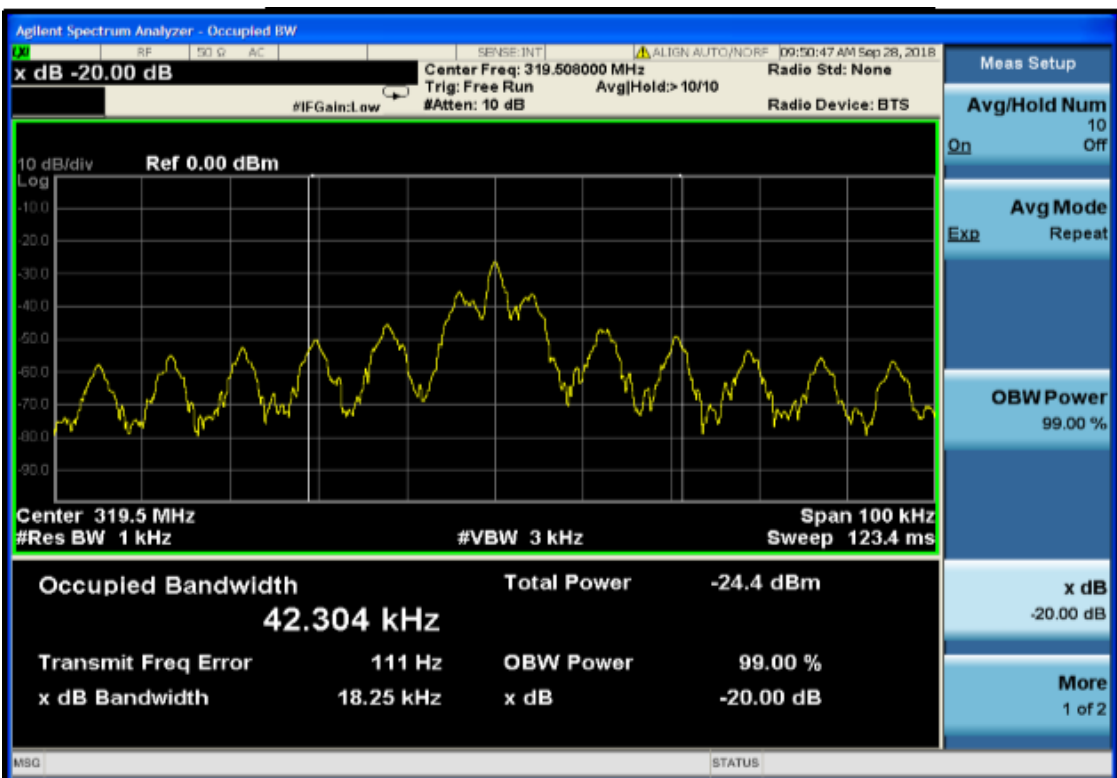 Agilent Spectrum Analyzer - Occupied BW
RF 50 Ω AC SENSE:INT ALIGN AUTO/NORF 09:50:47 AM Sep 28, 2018
x dB -20.00 dB
Center Freq: 319.508000 MHz Radio Std: None
Trig: Free Run Avg|Hold:> 10/10
#IFGain:Low #Atten: 10 dB Radio Device: BTS
10 dB/div Ref 0.00 dBm
Log
-10.0
-20.0
-30.0
-40.0
-50.0
-60.0
-70.0
-80.0
-90.0
Center 319.5 MHz Span 100 kHz
#Res BW 1 kHz #VBW 3 kHz Sweep 123.4 ms
Occupied Bandwidth Total Power -24.4 dBm
42.304 kHz
Transmit Freq Error 111 Hz OBW Power 99.00 %
x dB Bandwidth 18.25 kHz x dB -20.00 dB
MSG STATUS
Meas Setup
Avg/Hold Num
10
On Off
Avg Mode
Exp Repeat
OBW Power
99.00 %
x dB
-20.00 dB
More
1 of 2